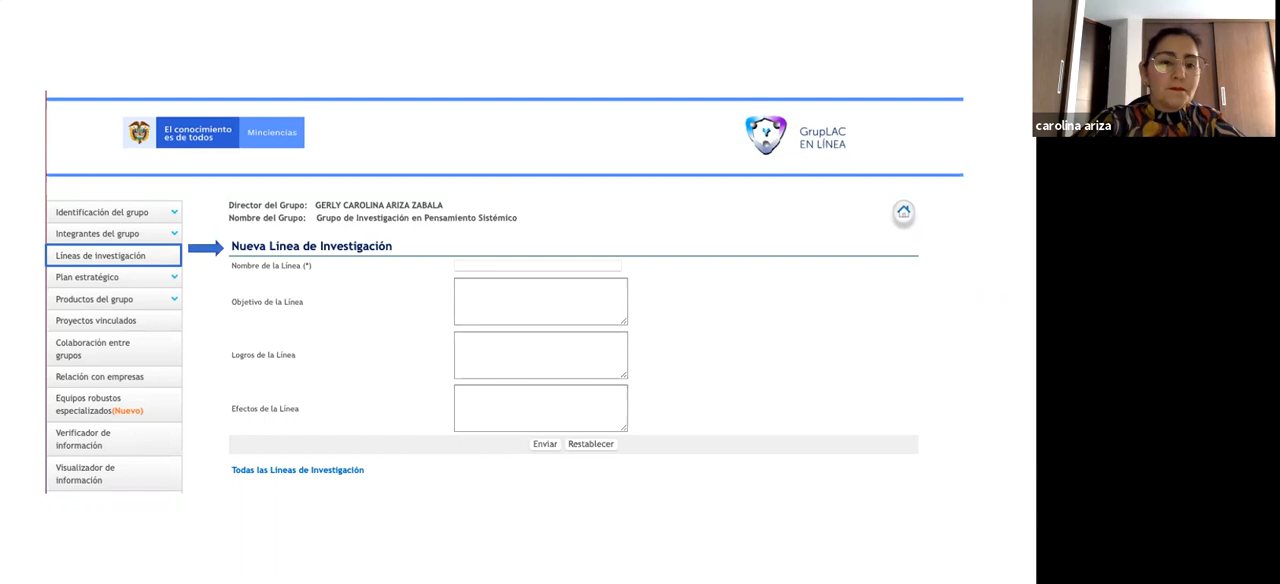 El conocimiento
es de todos
Minciencias
GrupLAC
EN LÍNEA
carolina ariza
Director del Grupo: GERLY CAROLINA ARIZA ZABALA
Nombre del Grupo: Grupo de Investigación en Pensamiento Sistémico
Identificación del grupo
Integrantes del grupo
Líneas de investigación
Plan estratégico
Productos del grupo
Proyectos vinculados
Colaboración entre
grupos
Relación con empresas
Equipos robustos
especializados(Nuevo)
Verificador de
información
Visualizador de
información
Nueva Línea de Investigación
Nombre de la Línea (*)
Objetivo de la Línea
Logros de la Línea
Efectos de la Línea
Enviar Restablecer
Todas las Líneas de Investigación